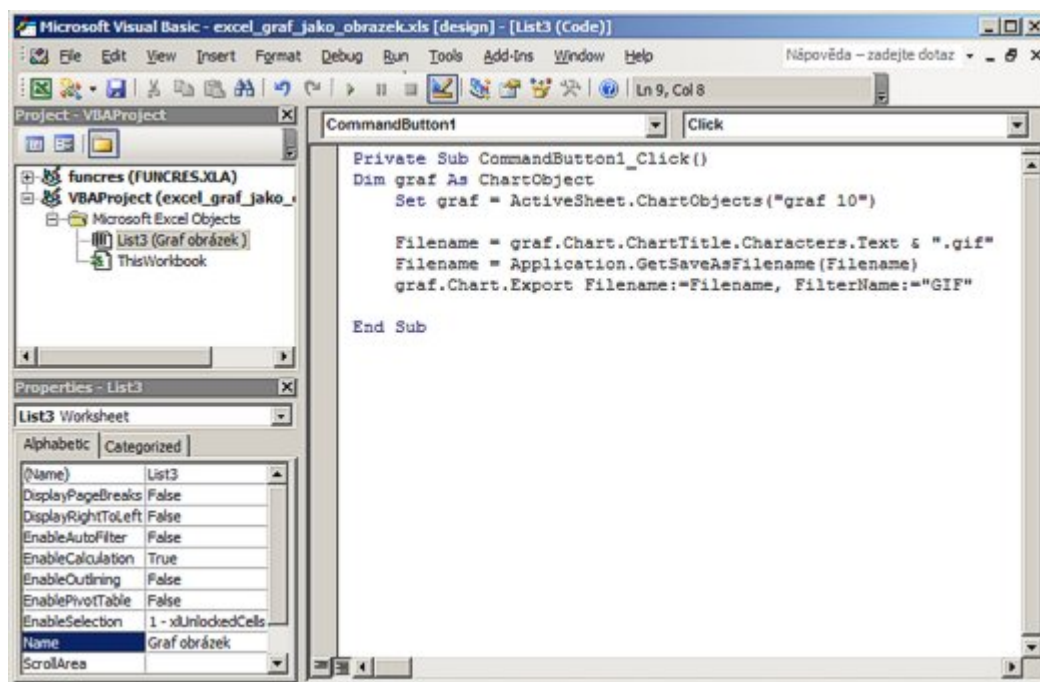 Microsoft Visual Basic - excel_graf_jako_obrazek.xls [design] - [List3 (Code)]
File Edit View Insert Format Debug Run Tools Add-Ins Window Help Nápověda – zadejte dotaz
Ln 9, Col 8
Project - VBAProject
funcres (FUNCRES.XLA)
VBAProject (excel_graf_jako_
Microsoft Excel Objects
List3 (Graf obrázek )
ThisWorkbook
Properties - List3
List3 Worksheet
Alphabetic Categorized
(Name) List3
DisplayPageBreaks False
DisplayRightToLeft False
EnableAutoFilter False
EnableCalculation True
EnableOutlining False
EnablePivotTable False
EnableSelection 1 - xlUnlockedCells
Name Graf obrázek
ScrollArea
CommandButton1 Click
Private Sub CommandButton1_Click()
Dim graf As ChartObject
Set graf = ActiveSheet.ChartObjects("graf 10")
Filename = graf.Chart.ChartTitle.Characters.Text & ".gif"
Filename = Application.GetSaveAsFilename(Filename)
graf.Chart.Export Filename:=Filename, FilterName:="GIF"
End Sub